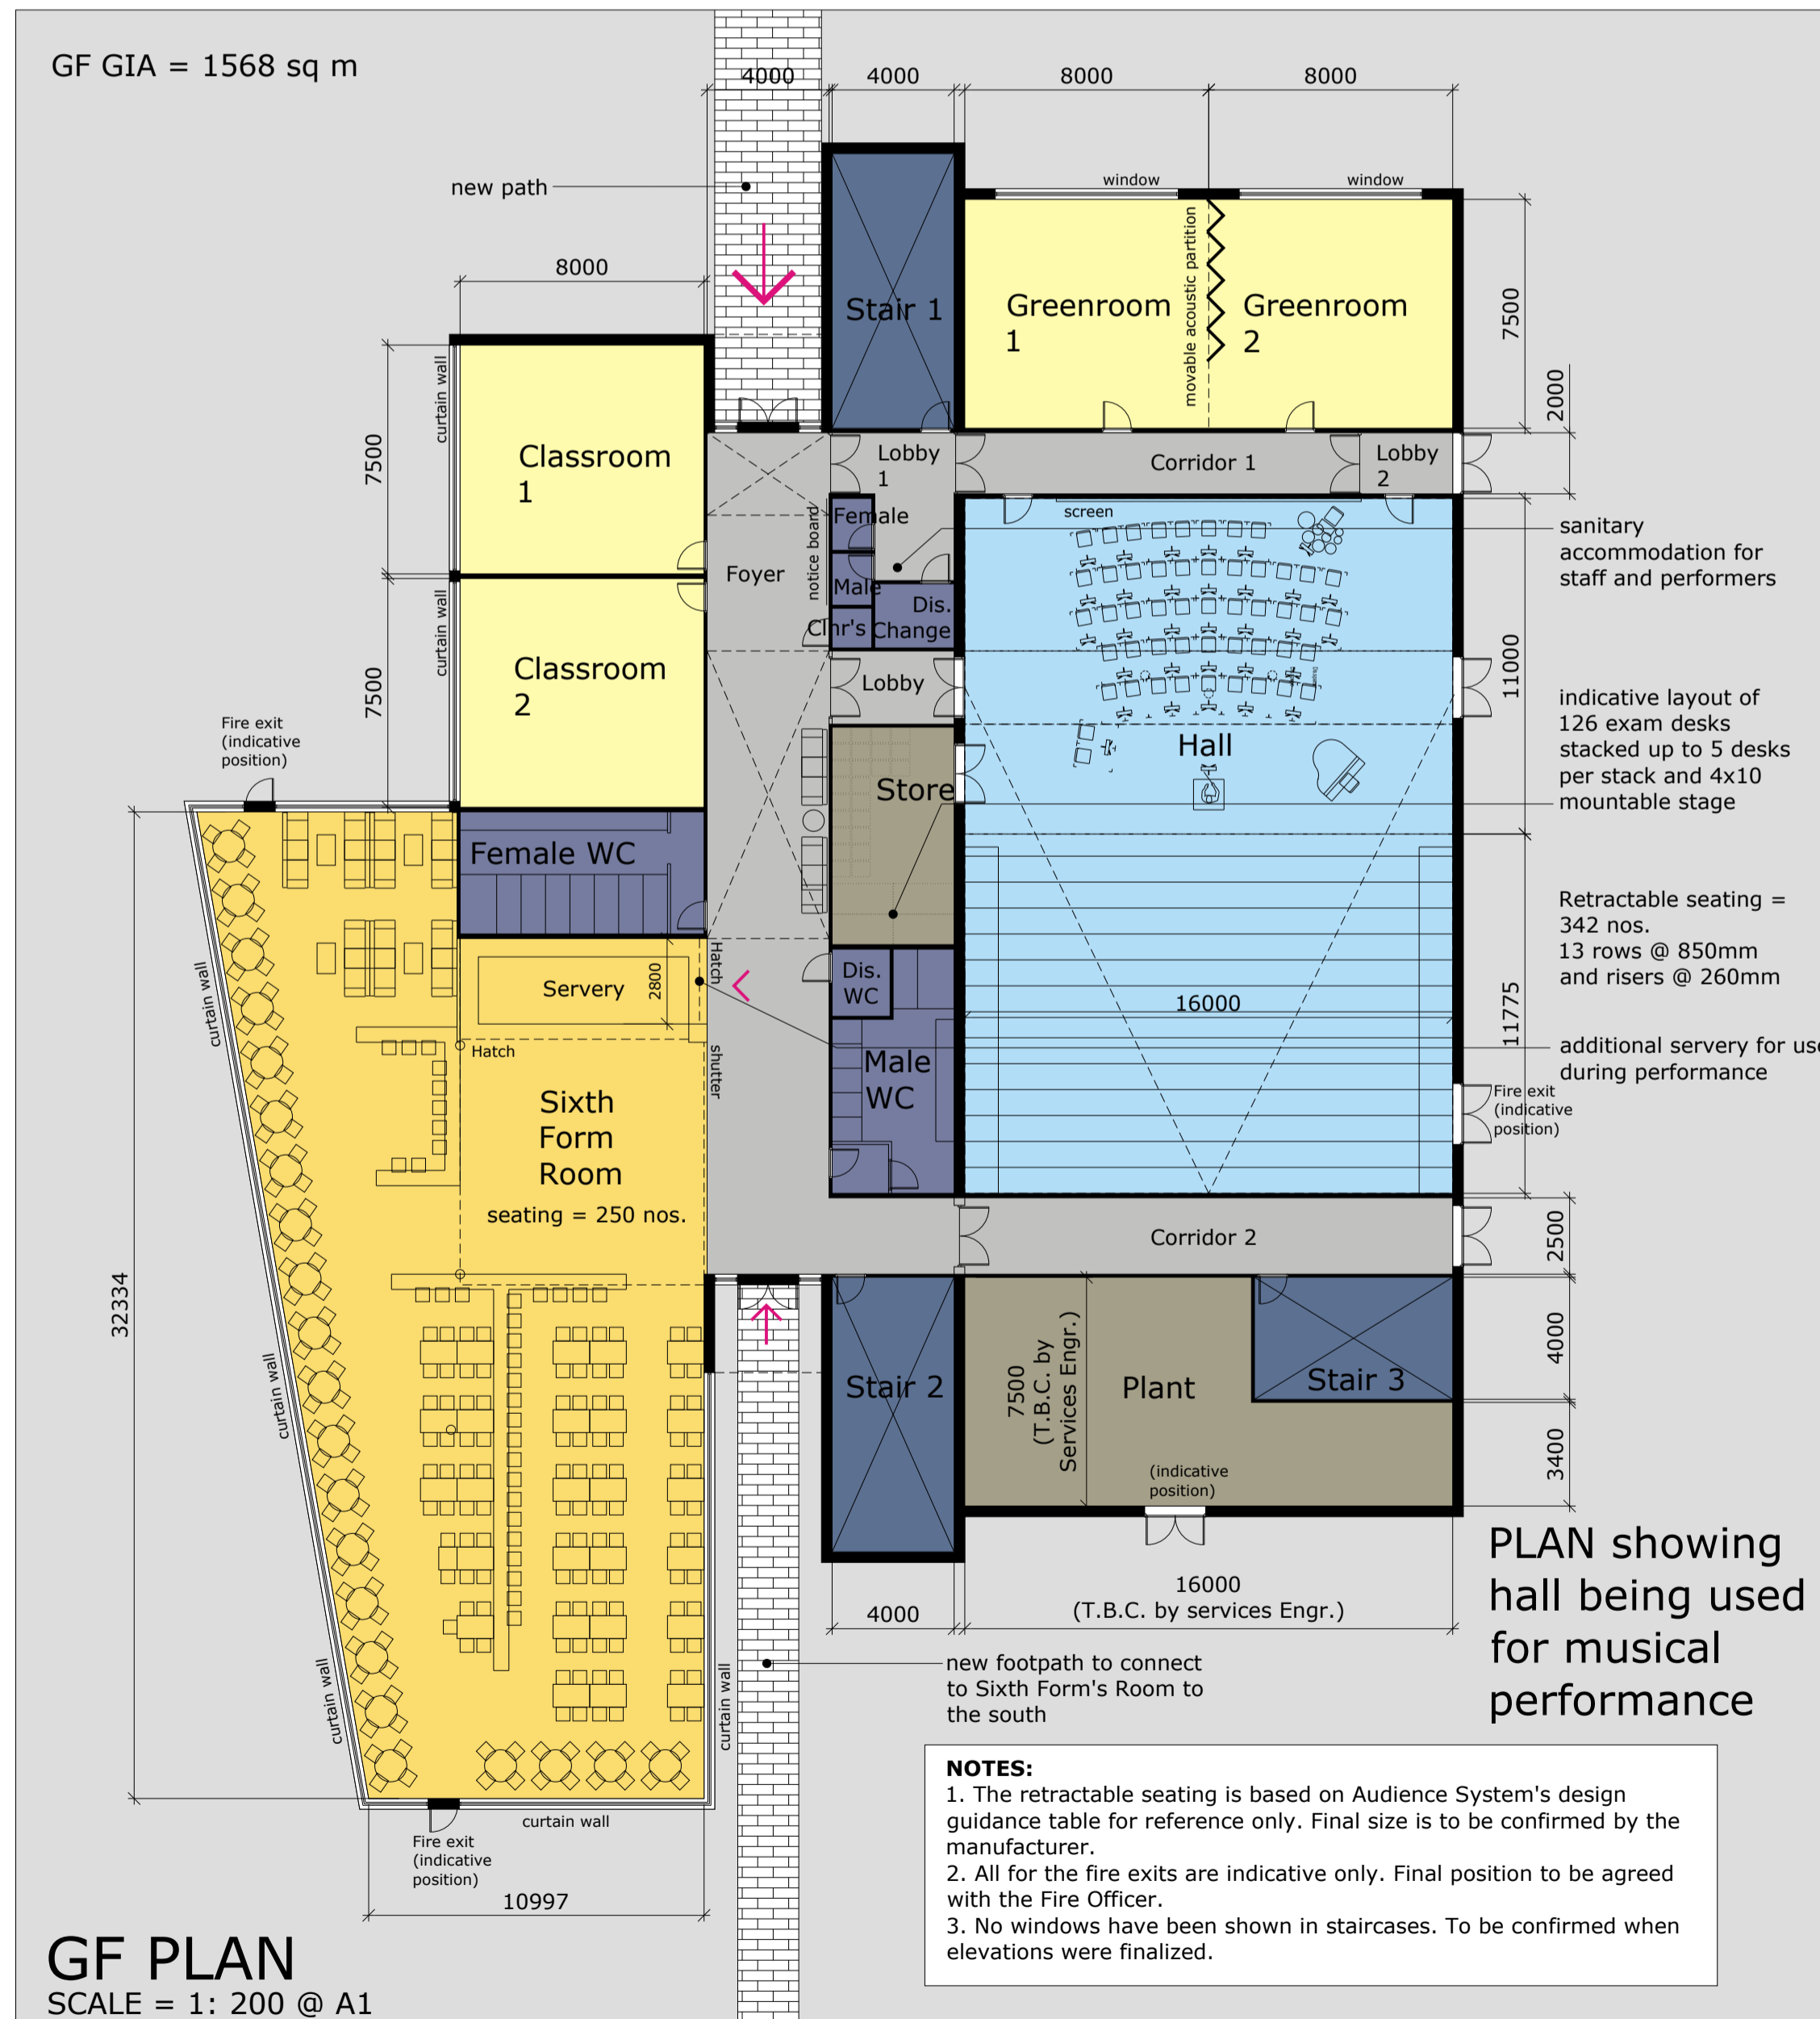 GF GIA = 1568 sq m
4000
4000
8000
8000
new path
window
window
8000
movable acoustic partition
Stair 1
Greenroom
1
Greenroom
2
7500
2000
curtain wall
7500
Classroom
1
Lobby
1
Corridor 1
Lobby
2
notice board
Female
screen
sanitary
accommodation for
staff and performers
Foyer
Male
Dis.
Change
Clnr's
curtain wall
7500
Classroom
2
Lobby
11000
indicative layout of
126 exam desks
stacked up to 5 desks
per stack and 4x10
mountable stage
Fire exit
(indicative
position)
Hall
Store
Female WC
Retractable seating =
342 nos.
13 rows @ 850mm
and risers @ 260mm
curtain wall
Servery
2800
Hatch
Dis.
WC
16000
11775
Hatch
shutter
Male
WC
additional servery for use
during performance
Sixth
Form
Room
seating = 250 nos.
Fire exit
(indicative
position)
Corridor 2
2500
32334
curtain wall
Stair 2
7500
(T.B.C. by
Services Engr.)
Plant
Stair 3
4000
(indicative
position)
3400
PLAN showing
hall being used
for musical
performance
4000
16000
(T.B.C. by services Engr.)
curtain wall
curtain wall
new footpath to connect
to Sixth Form's Room to
the south
curtain wall
Fire exit
(indicative
position)
10997
NOTES:
1. The retractable seating is based on Audience System's design
guidance table for reference only. Final size is to be confirmed by the
manufacturer.
2. All for the fire exits are indicative only. Final position to be agreed
with the Fire Officer.
3. No windows have been shown in staircases. To be confirmed when
elevations were finalized.
GF PLAN
SCALE = 1: 200 @ A1